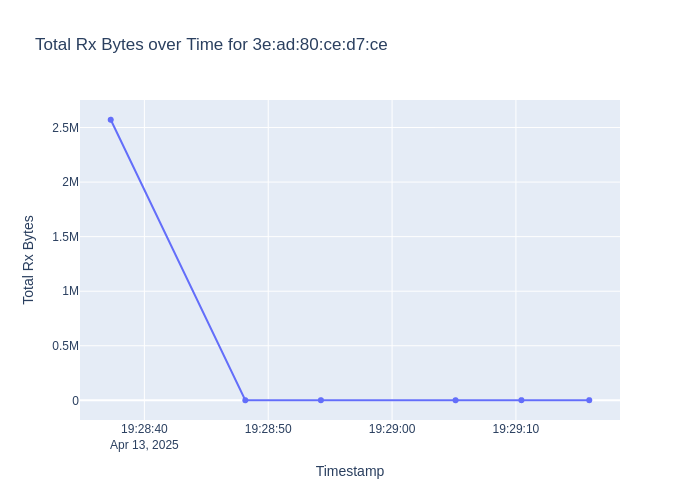 Total Rx Bytes over Time for 3e:ad:80:ce:d7:ce
2.5M
2M
1.5M
1M
0.5M
0
Total Rx Bytes
19:28:40 19:28:50 19:29:00 19:29:10
Apr 13, 2025
Timestamp